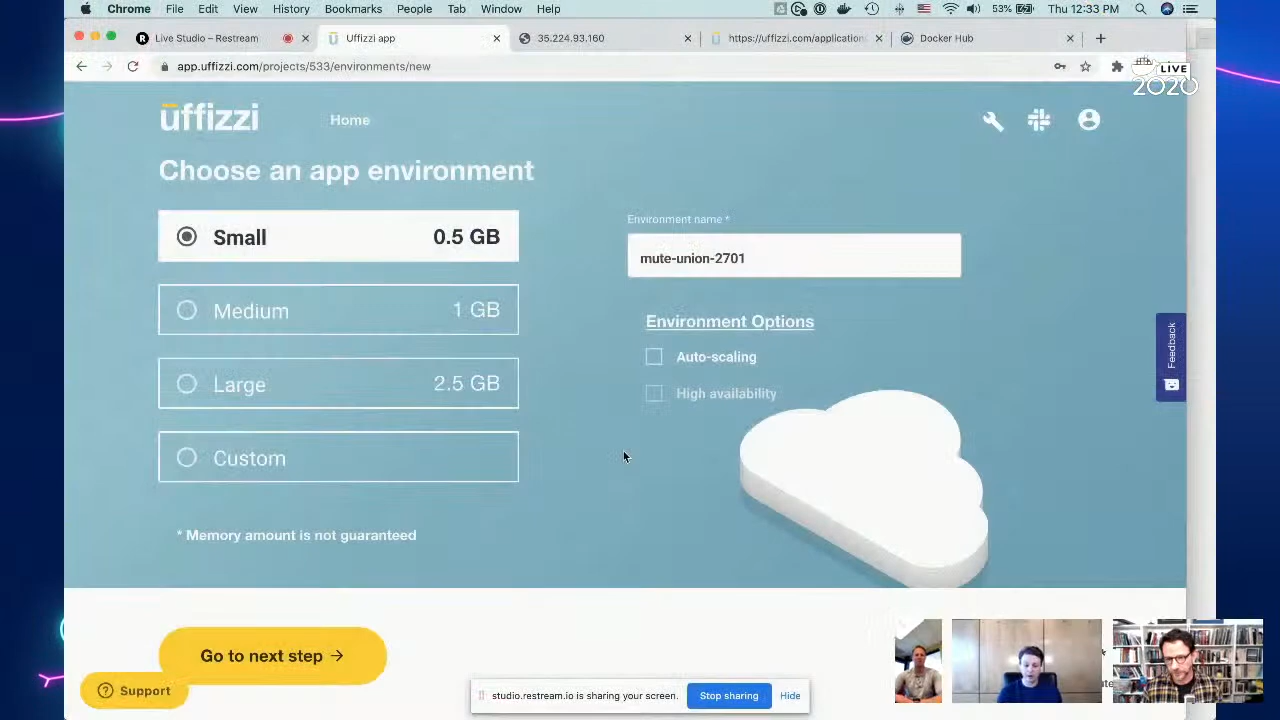 Chrome File Edit View History Bookmarks People Tab Window Help 53% Thu 12:33 PM
Live Studio – Restream Uffizzi app 35.224.93.160 https://uffizzi.com/application Docker Hub
app.uffizzi.com/projects/533/environments/new
LIVE
2020
uffizzi Home
Choose an app environment
Small 0.5 GB
Medium 1 GB
Large 2.5 GB
Custom
* Memory amount is not guaranteed
Environment name *
mute-union-2701
Environment Options
Auto-scaling
High availability
Feedback
Go to next step →
Support
studio.restream.io is sharing your screen. Stop sharing Hide